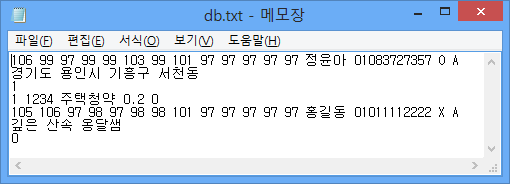 db.txt - 메모장
파일(F) 편집(E) 서식(O) 보기(V) 도움말(H)
106 99 97 99 99 103 99 101 97 97 97 97 97 정윤아 01083727357 0 A
경기도 용인시 기흥구 서천동
1
1 1234 주택청약 0.2 0
105 106 97 98 97 98 98 101 97 97 97 97 97 홍길동 01011112222 X A
깊은 산속 옹달샘
0